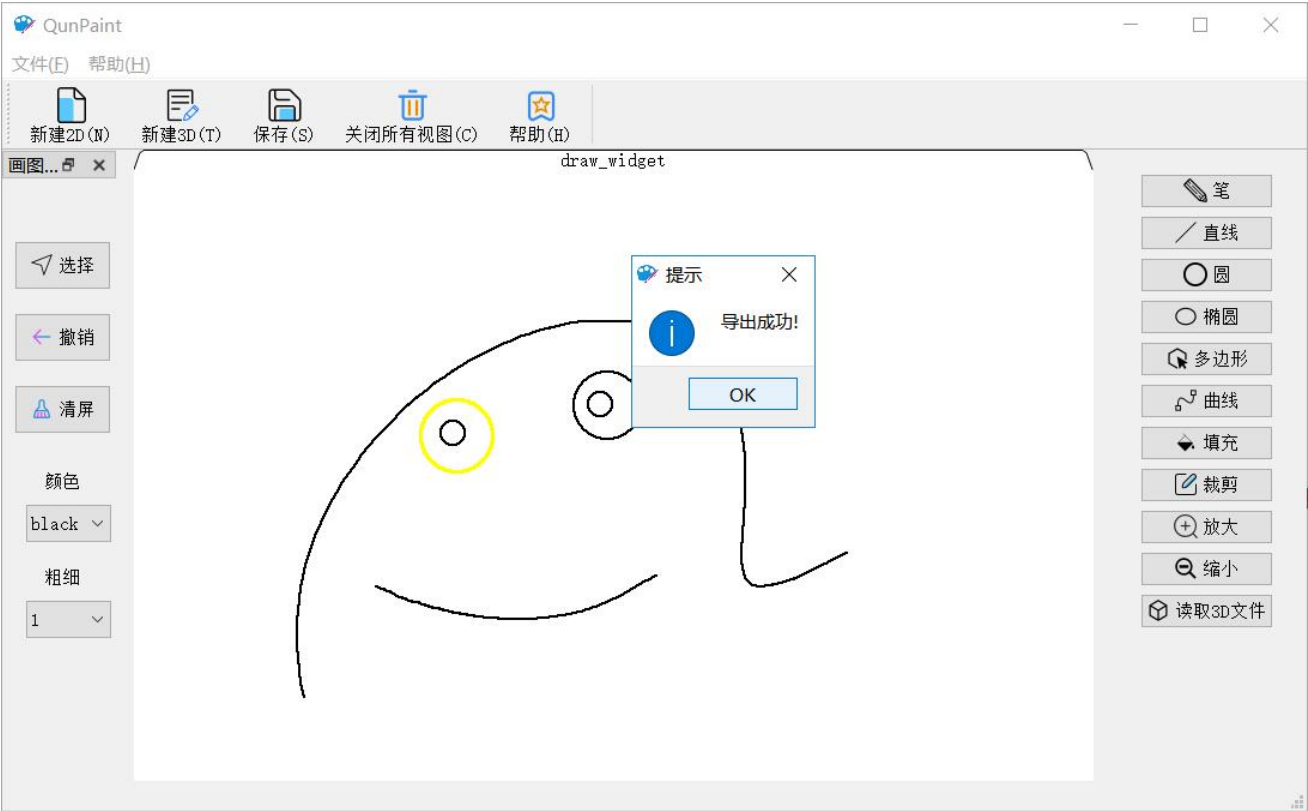 QunPaint
文件(F) 帮助(H)
新建2D(N) 新建3D(T) 保存(S) 关闭所有视图(C) 帮助(H)
画图...
draw_widget
选择
撤销
清屏
颜色
black
粗细
1
提示
导出成功!
OK
笔
直线
圆
椭圆
多边形
曲线
填充
裁剪
放大
缩小
读取3D文件